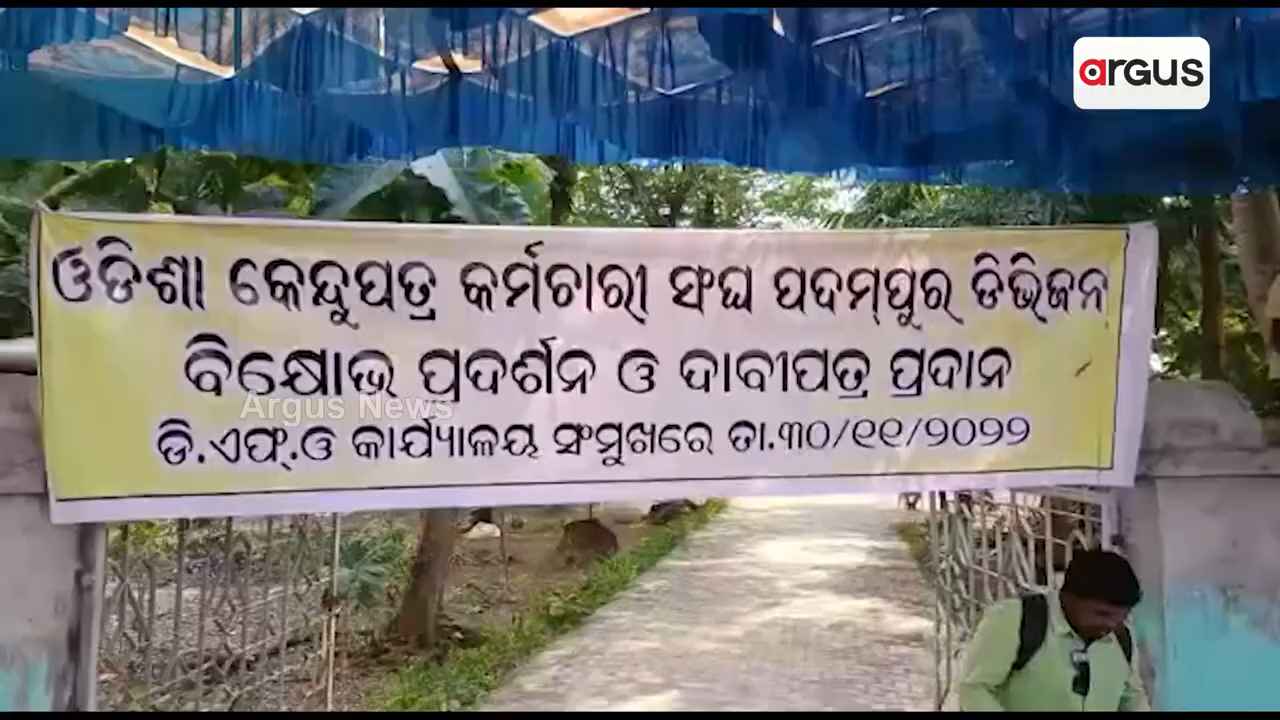 argus
ଓଡିଶା କେନ୍ଦୁପତ୍ର କର୍ମଚାରୀ ସଂଘ ପଦମ୍ପୁର ଡିଭିଜନ
ବିକ୍ଷୋଭ ପ୍ରଦର୍ଶନ ଓ ଦାବୀପତ୍ର ପ୍ରଦାନ
Argus News
ଡି.ଏଫ୍.ଓ କାର୍ଯ୍ୟାଳୟ ସଂମୁଖରେ ତା.୩୦/୧୧/୨୦୨୨